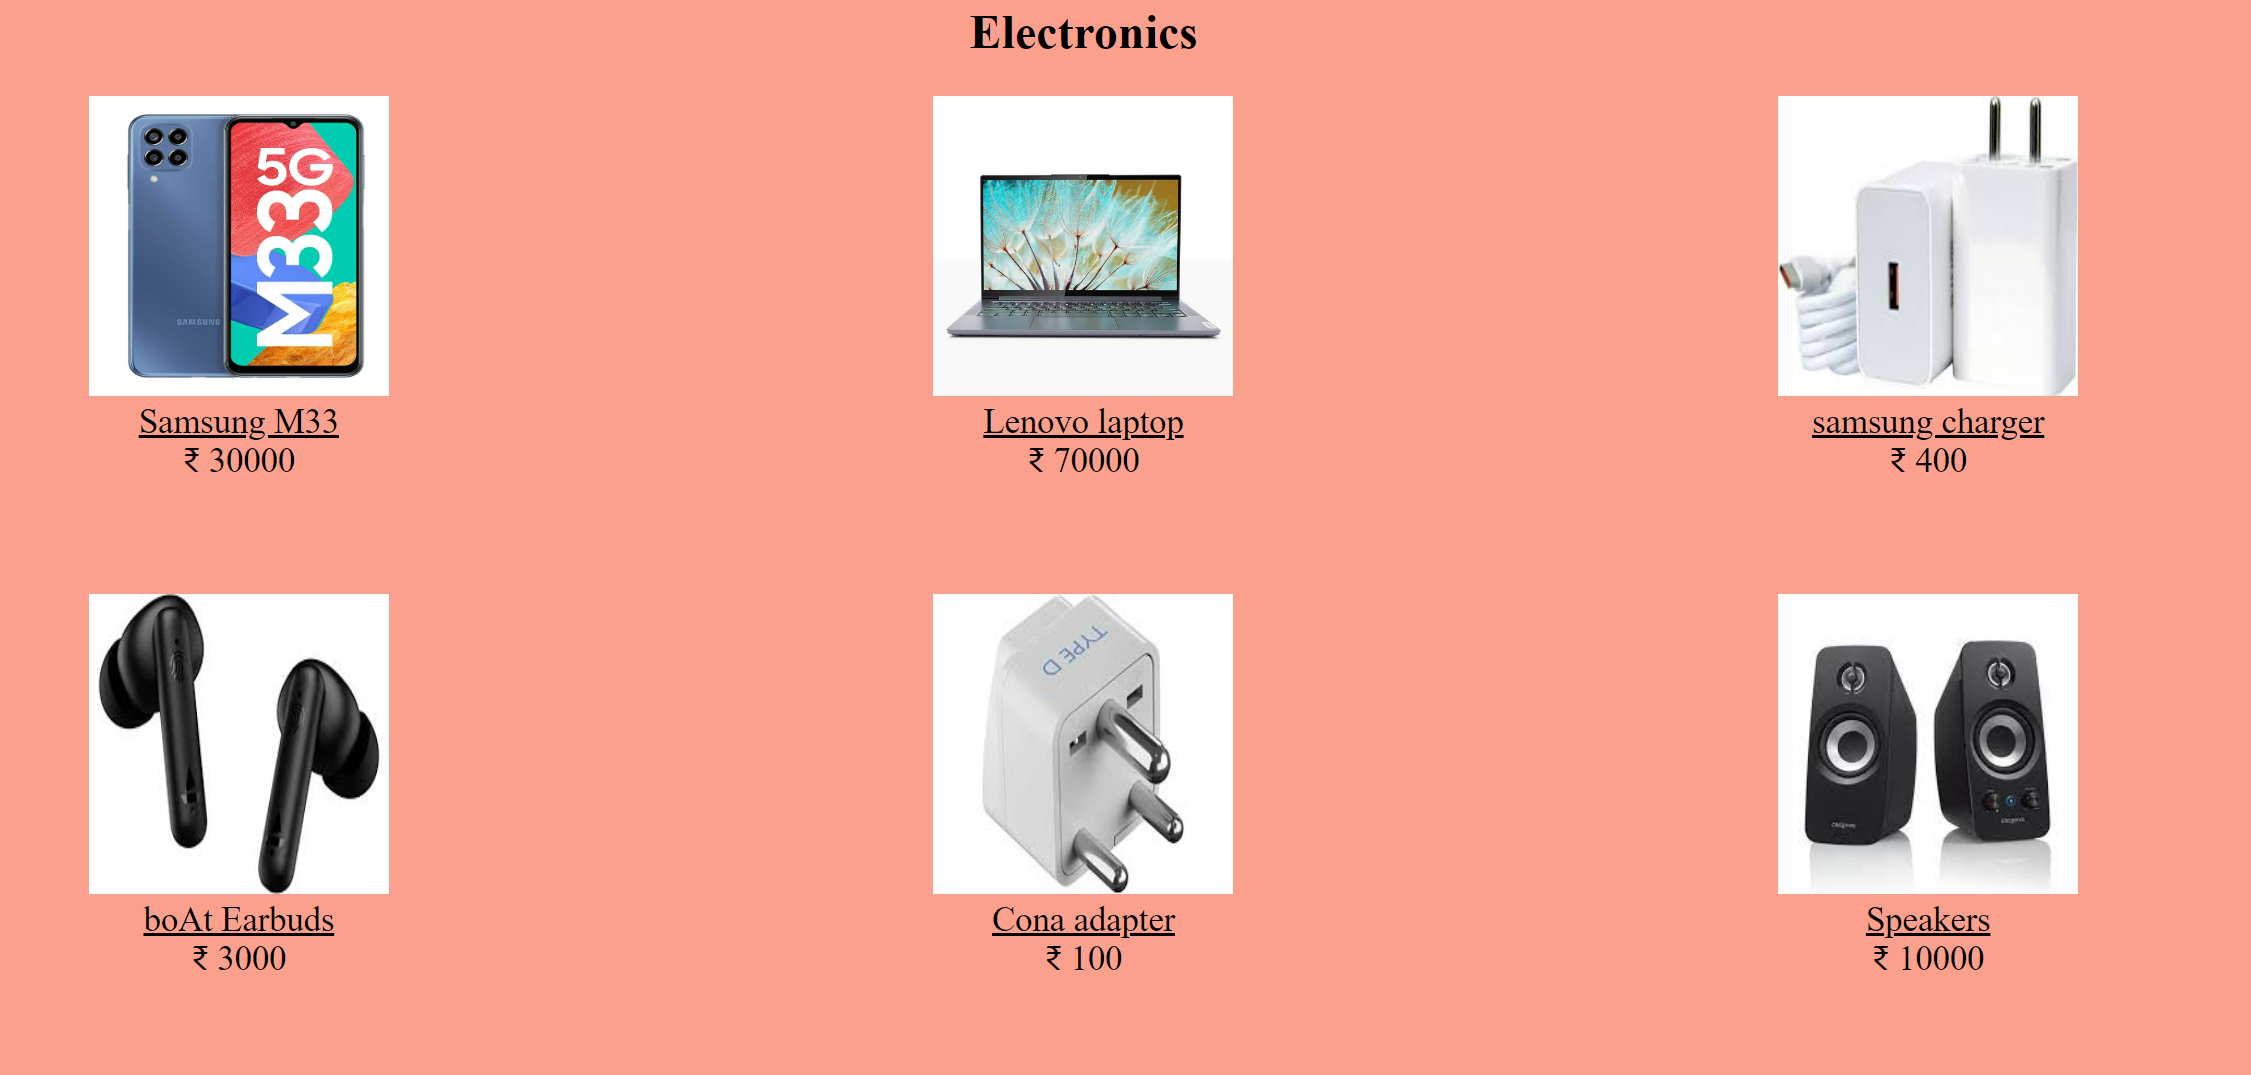 Electronics
5G
M33
SAMSUNG
Samsung M33
₹ 30000
Lenovo laptop
₹ 70000
samsung charger
₹ 400
boAt Earbuds
₹ 3000
TYPE D
Cona adapter
₹ 100
Speakers
₹ 10000